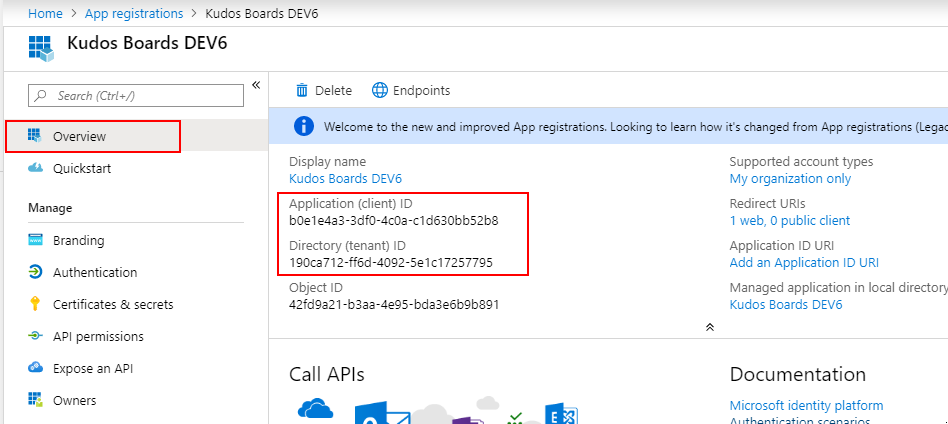 Home > App registrations > Kudos Boards DEV6
Kudos Boards DEV6
Search (Ctrl+/)
Overview
Quickstart
Manage
Branding
Authentication
Certificates & secrets
API permissions
Expose an API
Owners
Delete
Endpoints
Welcome to the new and improved App registrations. Looking to learn how it's changed from App registrations (Legac
Display name
Kudos Boards DEV6
Application (client) ID
b0e1e4a3-3df0-4c0a-c1d630bb52b8
Directory (tenant) ID
190ca712-ff6d-4092-5e1c17257795
Object ID
42fd9a21-b3aa-4e95-bda3e6b9b891
Supported account types
My organization only
Redirect URIs
1 web, 0 public client
Application ID URI
Add an Application ID URI
Managed application in local directory
Kudos Boards DEV6
Call APIs
Documentation
Microsoft identity platform
Authentication scenarios